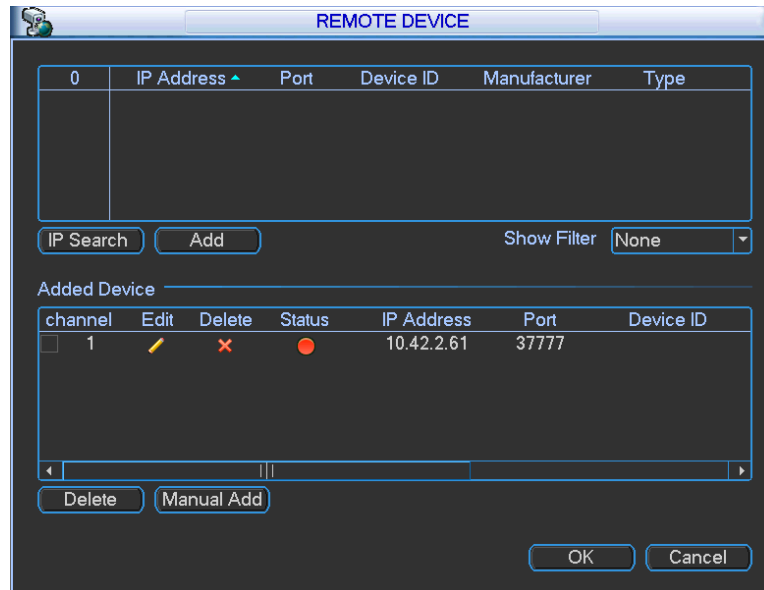 REMOTE DEVICE
0 IP Address Port Device ID Manufacturer Type
IP Search Add Show Filter None
Added Device
channel Edit Delete Status IP Address Port Device ID
1 10.42.2.61 37777
Delete Manual Add
OK Cancel